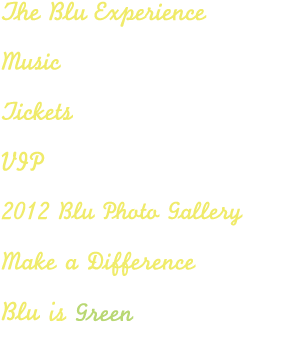 The Blu Experience
Music
Tickets
VIP
2012 Blu Photo Gallery
Make a Difference
Blu is Green